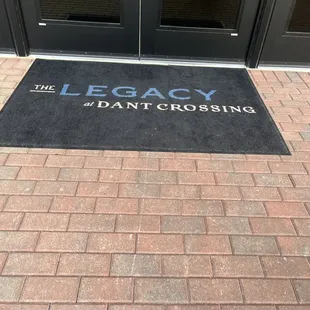 THE LEGACY
at DANT CROSSING